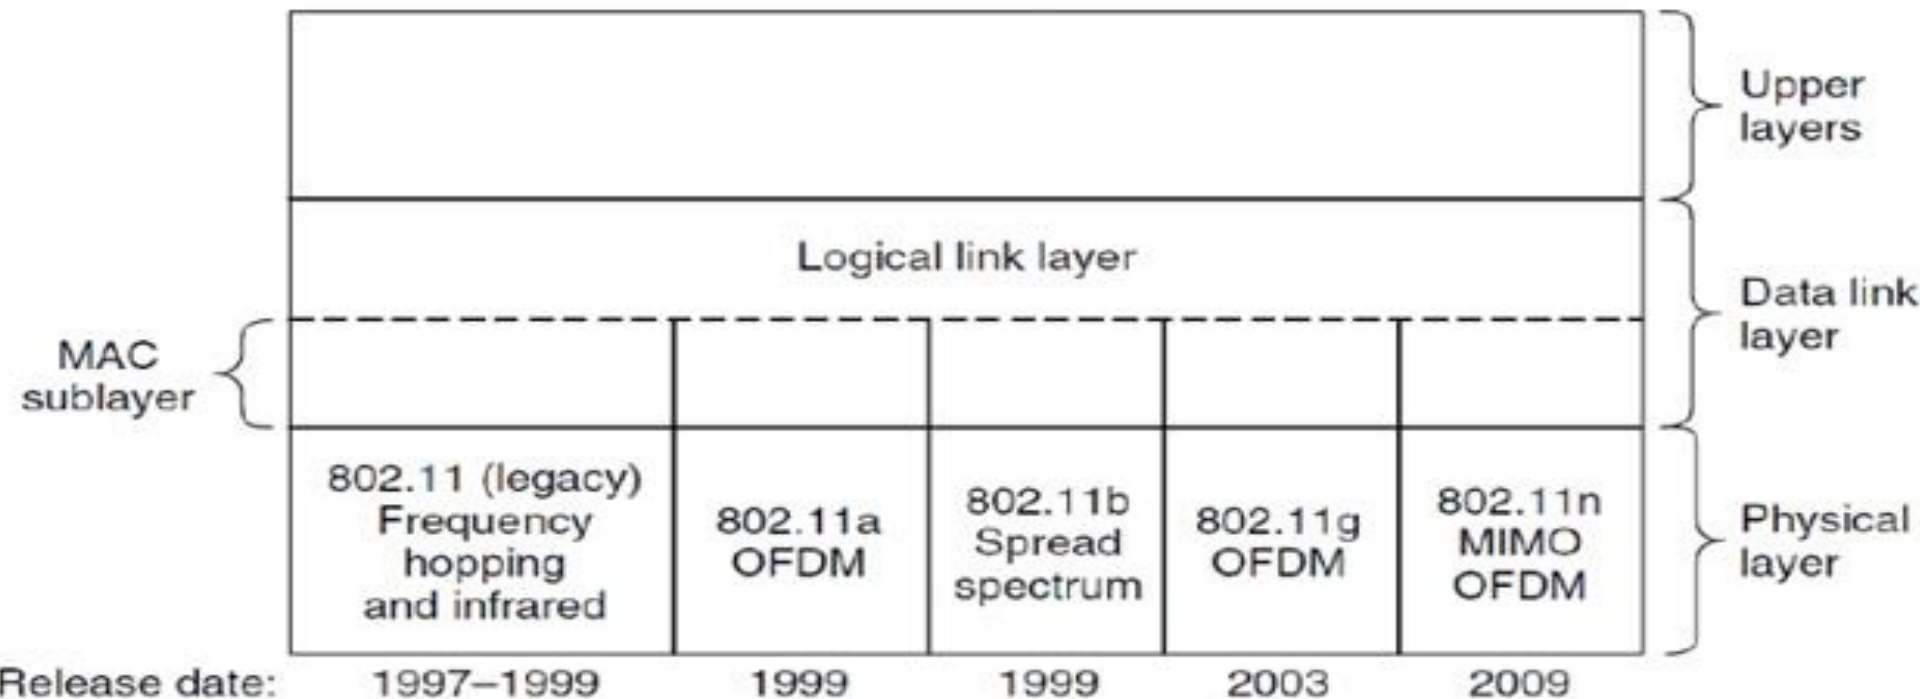 Upper
layers
Logical link layer
Data link
layer
MAC
sublayer
802.11 (legacy)
Frequency
hopping
and infrared
802.11a
OFDM
802.11b
Spread
spectrum
802.11g
OFDM
802.11n
MIMO
OFDM
Physical
layer
Release date: 1997–1999 1999 1999 2003 2009